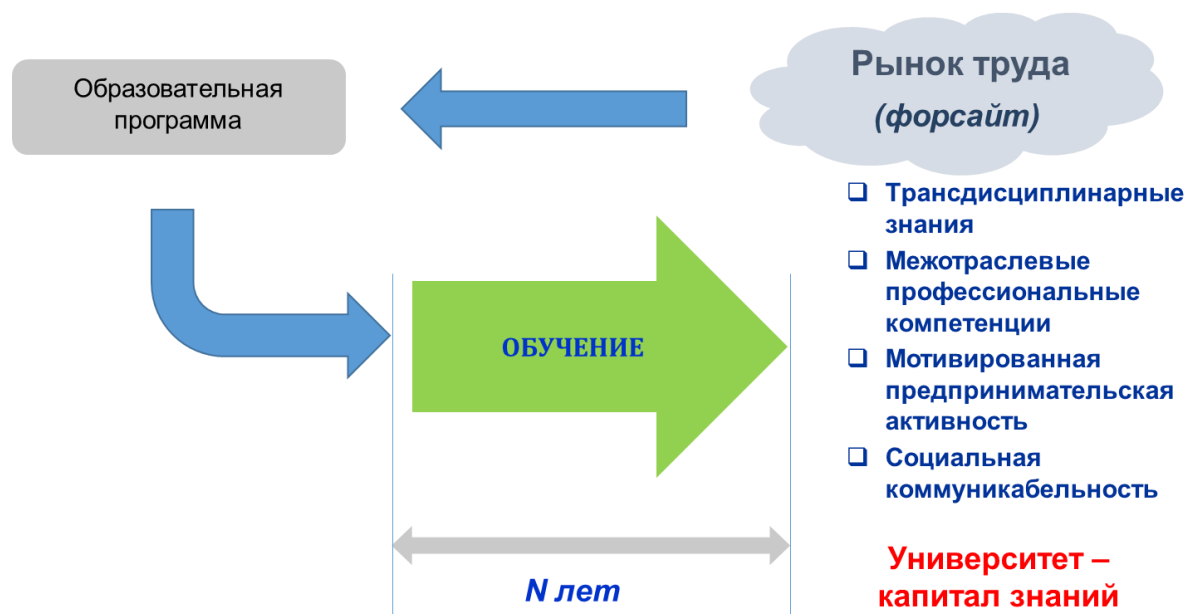 Образовательная
программа
Рынок труда
(форсайт)
❑ Трансдисциплинарные
знания
❑ Межотраслевые
профессиональные
компетенции
❑ Мотивированная
предпринимательская
активность
❑ Социальная
коммуникабельность
ОБУЧЕНИЕ
N лет
Университет –
капитал знаний